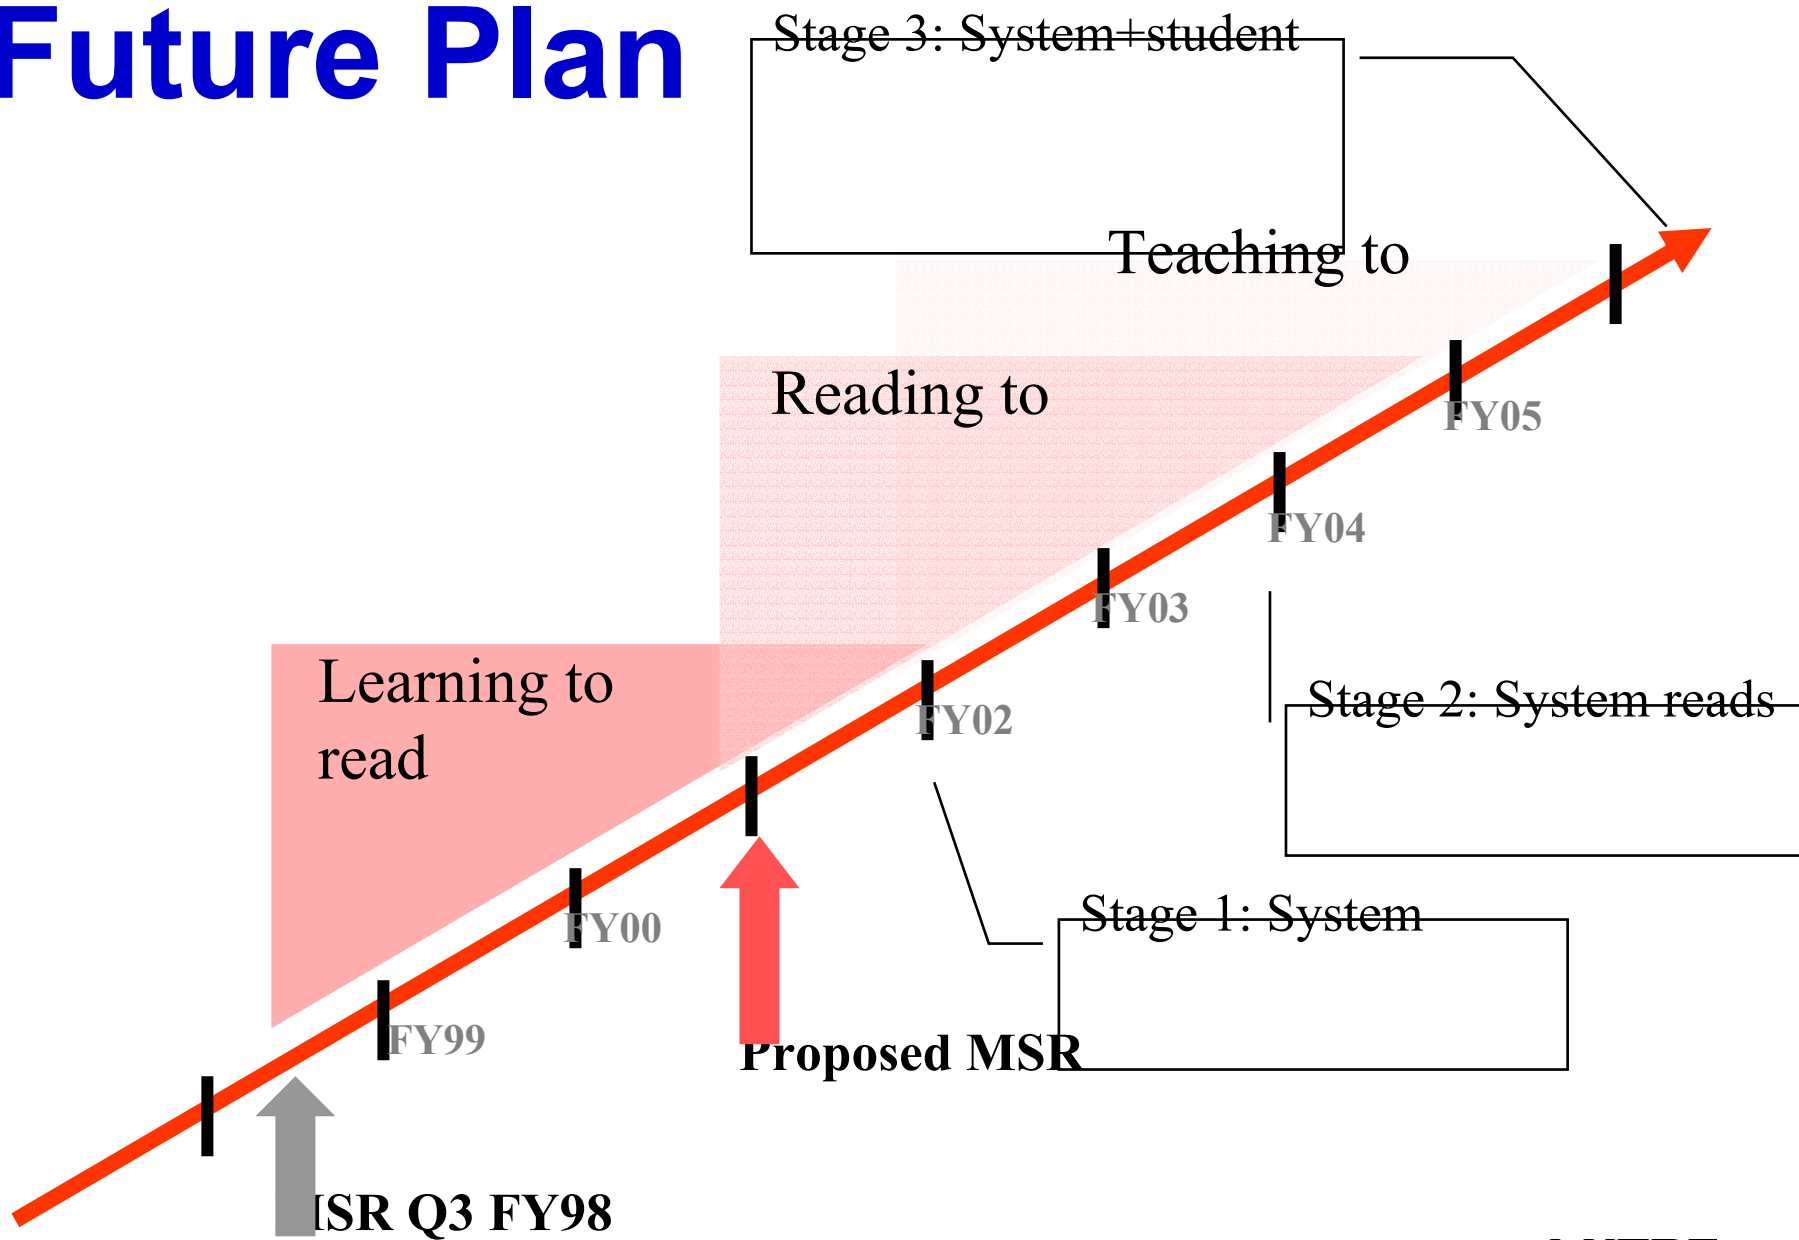 Future Plan
Stage 3: System+student
Teaching to
Reading to
FY05
FY04
FY03
Learning to
read
Stage 2: System reads
FY02
Stage 1: System
FY00
FY99
Proposed MSR
MSR Q3 FY98